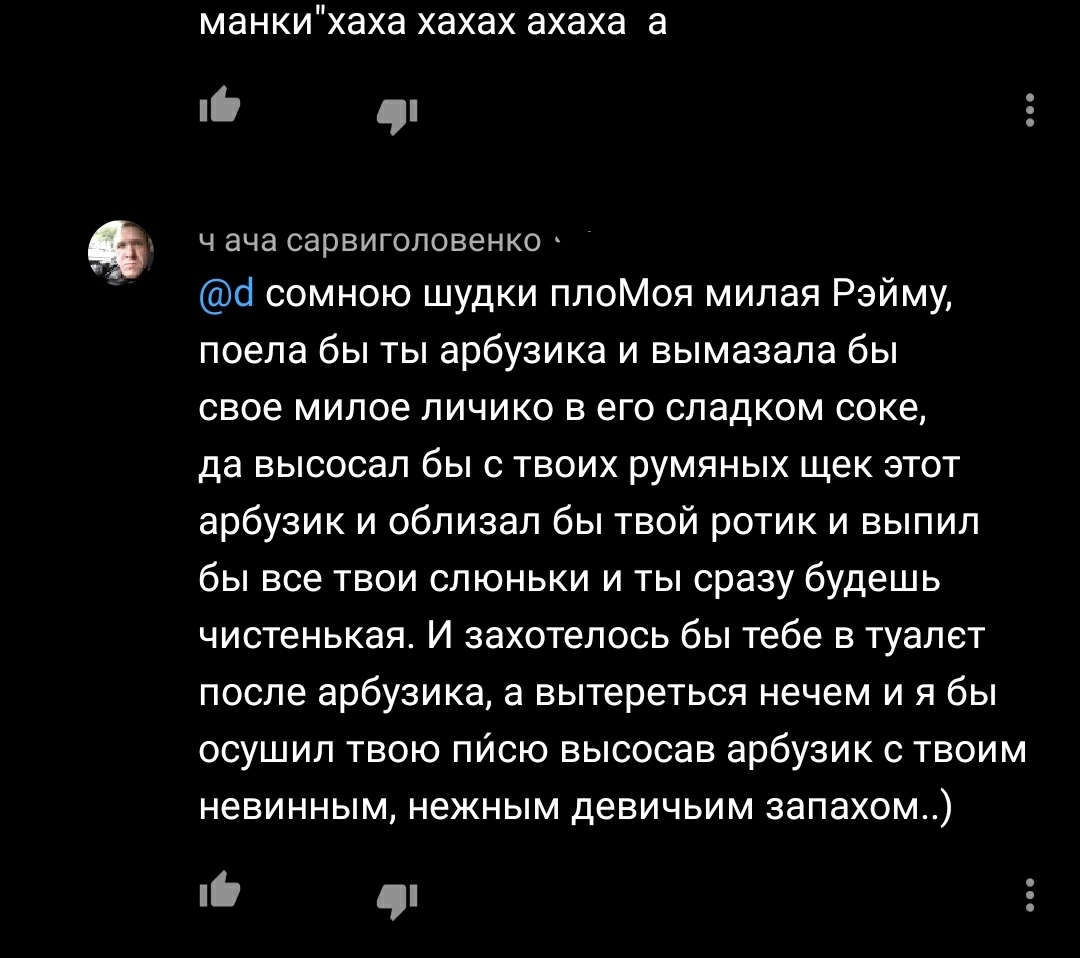 манки"хаха хахах ахаха а
ч ача сарвиголовенко
@d сомною шудки плоМоя милая Рэйму,
поела бы ты арбузика и вымазала бы
свое милое личико в его сладком соке,
да высосал бы с твоих румяных щек этот
арбузик и облизал бы твой ротик и выпил
бы все твои слюньки и ты сразу будешь
чистенькая. И захотелось бы тебе в туалєт
после арбузика, а вытереться нечем и я бы
осушил твою пи́сю высосав арбузик с твоим
невинным, нежным девичьим запахом..)